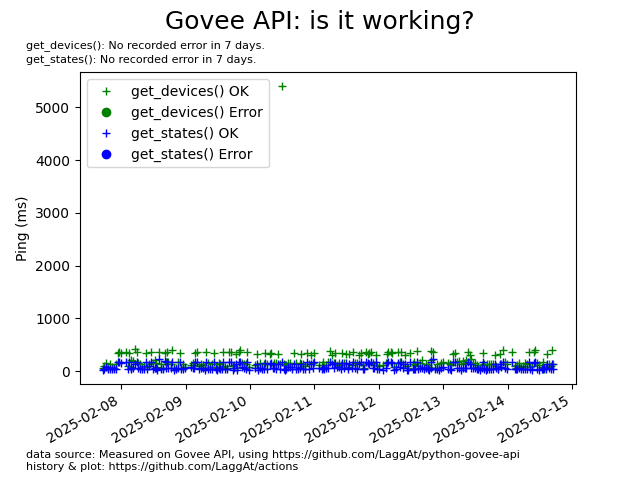 Govee API: is it working?
get_devices(): No recorded error in 7 days.
get_states(): No recorded error in 7 days.
get_devices() OK
get_devices() Error
get_states() OK
get_states() Error
Ping (ms)
5000
4000
3000
2000
1000
0
2025-02-08
2025-02-09
2025-02-10
2025-02-11
2025-02-12
2025-02-13
2025-02-14
2025-02-15
data source: Measured on Govee API, using https://github.com/LaggAt/python-govee-api
history & plot: https://github.com/LaggAt/actions